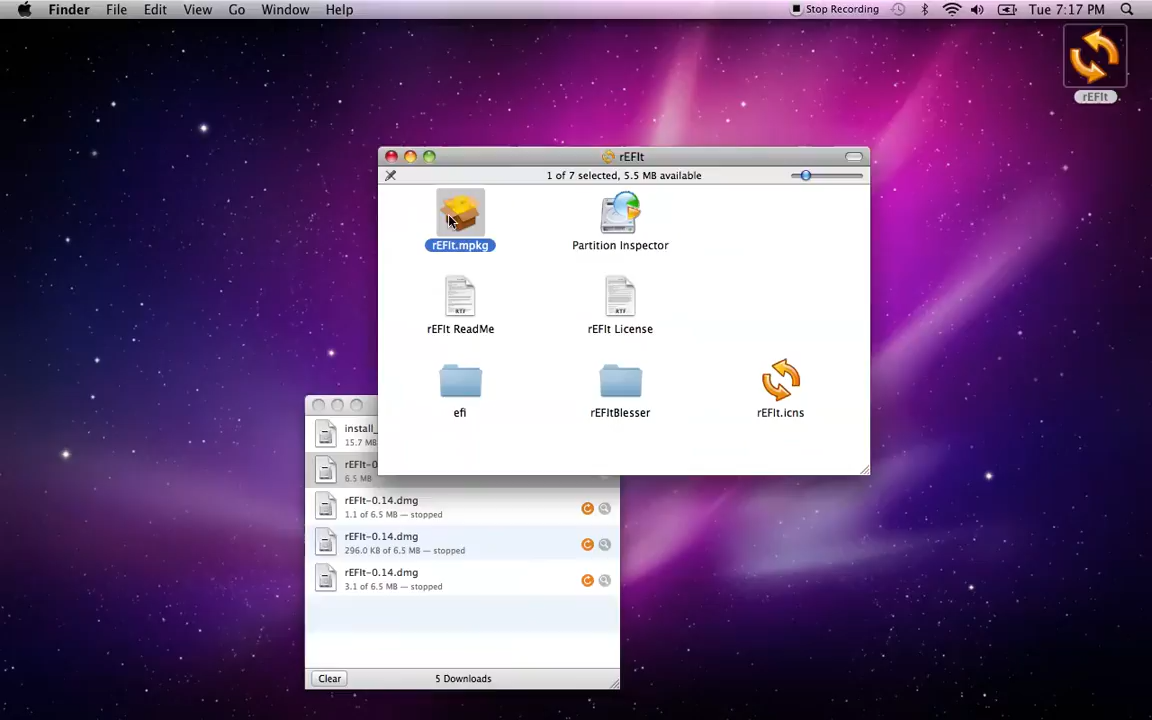 Finder File Edit View Go Window Help Stop Recording Tue 7:17 PM
rEFIt
rEFIt
1 of 7 selected, 5.5 MB available
rEFIt.mpkg Partition Inspector
RTF RTF
rEFIt ReadMe rEFIt License
efi rEFItBlesser rEFIt.icns
install_
15.7 MB
rEFIt-0
6.5 MB
rEFIt-0.14.dmg
1.1 of 6.5 MB — stopped
rEFIt-0.14.dmg
296.0 KB of 6.5 MB — stopped
rEFIt-0.14.dmg
3.1 of 6.5 MB — stopped
Clear 5 Downloads